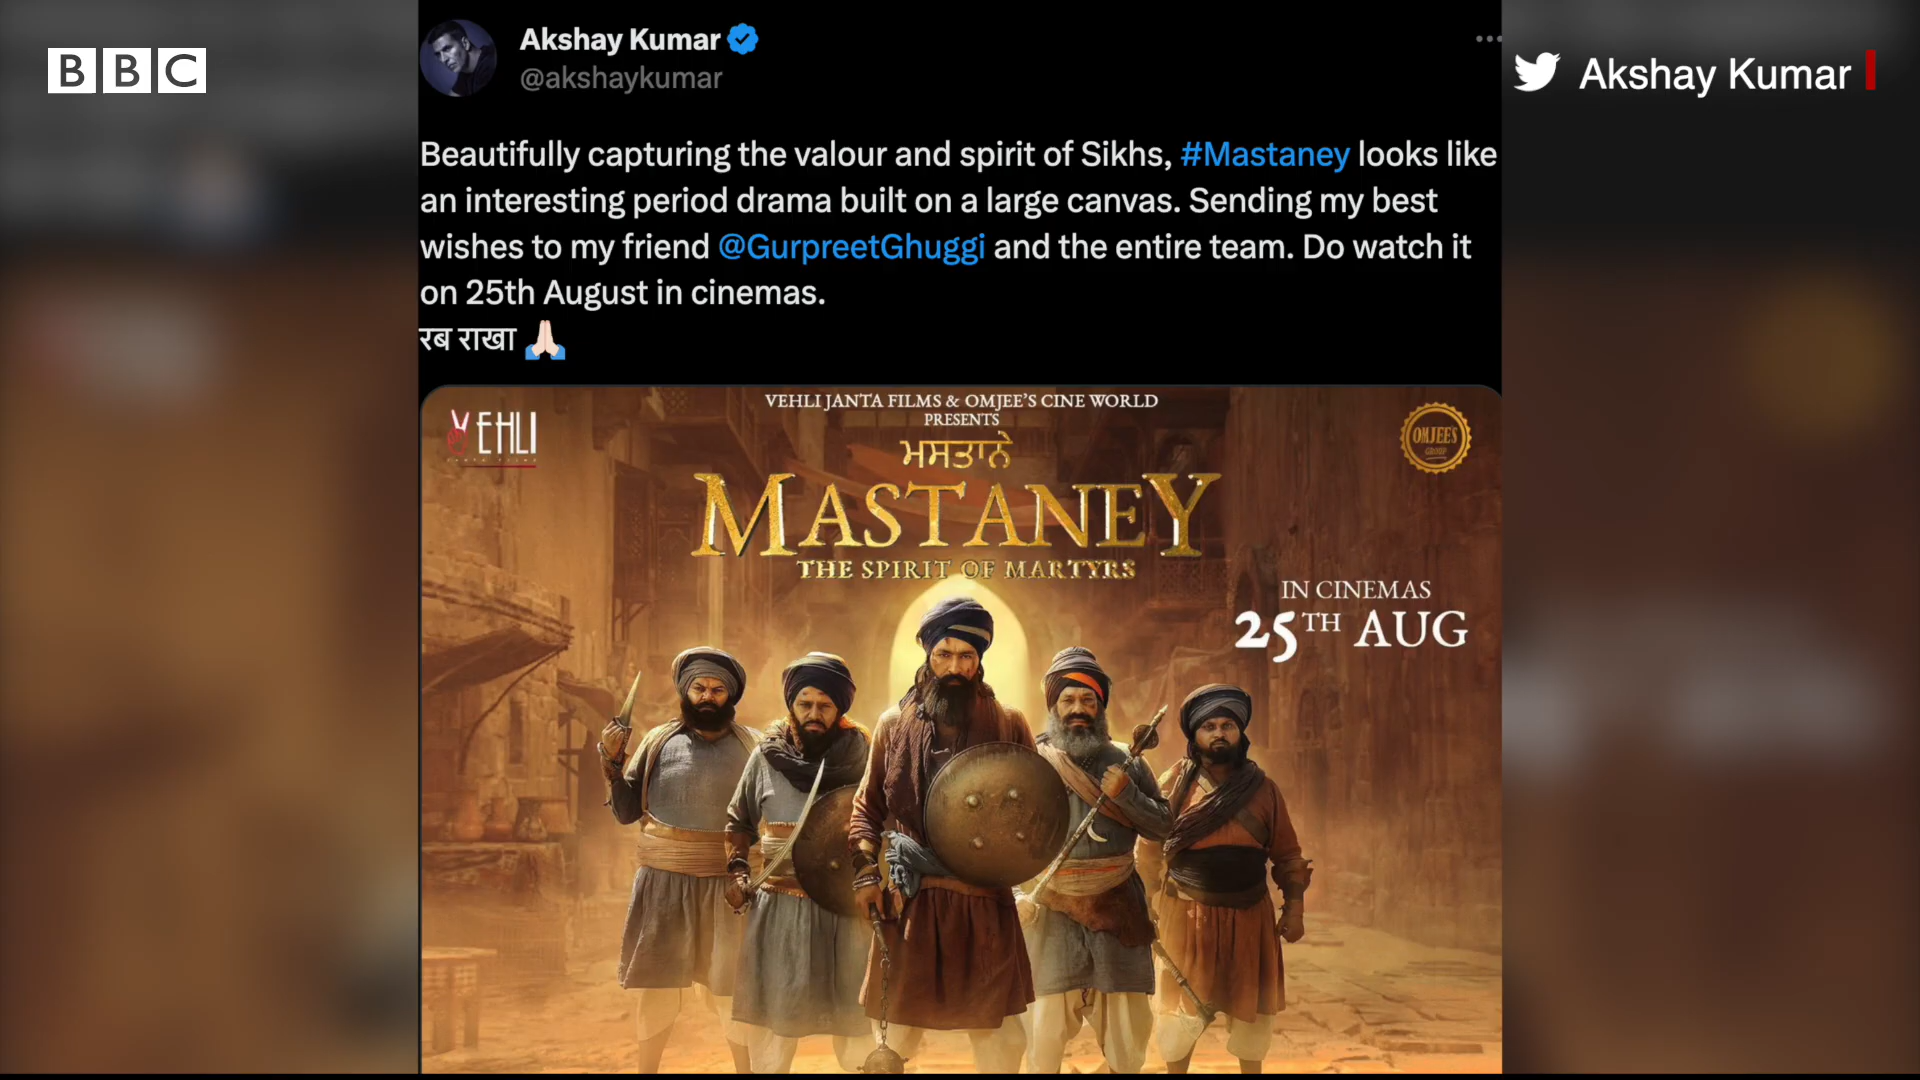 BBC
Akshay Kumar
@akshaykumar
Akshay Kumar
Beautifully capturing the valour and spirit of Sikhs, #Mastaney looks like
an interesting period drama built on a large canvas. Sending my best
wishes to my friend @GurpreetGhuggi and the entire team. Do watch it
on 25th August in cinemas.
रब राखा 🙏🏻
VEHLI JANTA FILMS & OMJEE'S CINE WORLD
PRESENTS
VEHLI
OMJEE'S
GROUP
ਮਸਤਾਨੇ
MASTANEY
THE SPIRIT OF MARTYRS
IN CINEMAS
25TH AUG